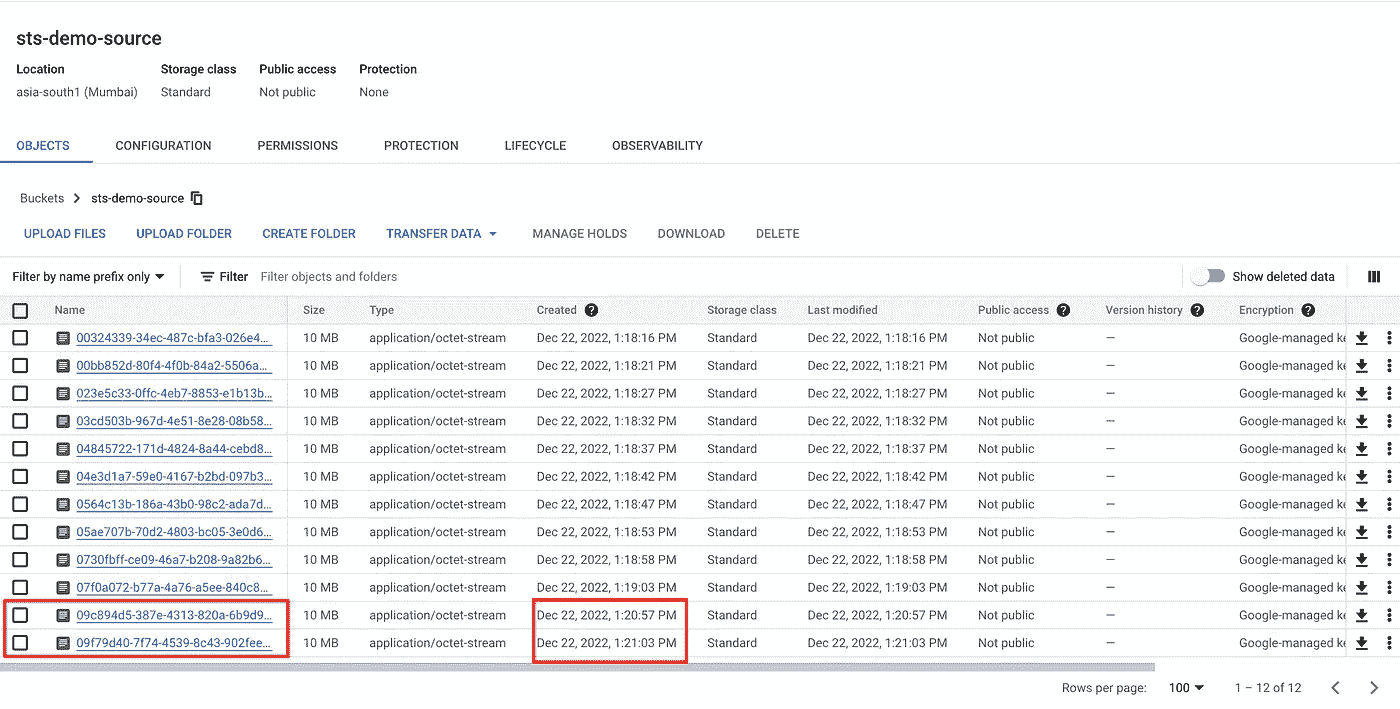 sts-demo-source
Location Storage class Public access Protection
asia-south1 (Mumbai) Standard Not public None
OBJECTS CONFIGURATION PERMISSIONS PROTECTION LIFECYCLE OBSERVABILITY
Buckets > sts-demo-source
UPLOAD FILES UPLOAD FOLDER CREATE FOLDER TRANSFER DATA MANAGE HOLDS DOWNLOAD DELETE
Filter by name prefix only Filter Filter objects and folders Show deleted data
Name Size Type Created Storage class Last modified Public access Version history Encryption
00324339-34ec-487c-bfa3-026e4... 10 MB application/octet-stream Dec 22, 2022, 1:18:16 PM Standard Dec 22, 2022, 1:18:16 PM Not public — Google-managed ke
00bb852d-80f4-4f0b-84a2-5506a... 10 MB application/octet-stream Dec 22, 2022, 1:18:21 PM Standard Dec 22, 2022, 1:18:21 PM Not public — Google-managed ke
023e5c33-0ffc-4eb7-8853-e1b13b... 10 MB application/octet-stream Dec 22, 2022, 1:18:27 PM Standard Dec 22, 2022, 1:18:27 PM Not public — Google-managed ke
03cd503b-967d-4e51-8e28-08b58... 10 MB application/octet-stream Dec 22, 2022, 1:18:32 PM Standard Dec 22, 2022, 1:18:32 PM Not public — Google-managed ke
04845722-171d-4824-8a44-cebd8... 10 MB application/octet-stream Dec 22, 2022, 1:18:37 PM Standard Dec 22, 2022, 1:18:37 PM Not public — Google-managed ke
04e3d1a7-59e0-4167-b2bd-097b3... 10 MB application/octet-stream Dec 22, 2022, 1:18:42 PM Standard Dec 22, 2022, 1:18:42 PM Not public — Google-managed ke
0564c13b-186a-43b0-98c2-ada7d... 10 MB application/octet-stream Dec 22, 2022, 1:18:47 PM Standard Dec 22, 2022, 1:18:47 PM Not public — Google-managed ke
05ae707b-70d2-4803-bc05-3e0d6... 10 MB application/octet-stream Dec 22, 2022, 1:18:53 PM Standard Dec 22, 2022, 1:18:53 PM Not public — Google-managed ke
0730fbff-ce09-46a7-b208-9a82b6... 10 MB application/octet-stream Dec 22, 2022, 1:18:58 PM Standard Dec 22, 2022, 1:18:58 PM Not public — Google-managed ke
07f0a072-b77a-4a76-a5ee-840c8... 10 MB application/octet-stream Dec 22, 2022, 1:19:03 PM Standard Dec 22, 2022, 1:19:03 PM Not public — Google-managed ke
09c894d5-387e-4313-820a-6b9d9... 10 MB application/octet-stream Dec 22, 2022, 1:20:57 PM Standard Dec 22, 2022, 1:20:57 PM Not public — Google-managed ke
09f79d40-7f74-4539-8c43-902fee... 10 MB application/octet-stream Dec 22, 2022, 1:21:03 PM Standard Dec 22, 2022, 1:21:03 PM Not public — Google-managed ke
Rows per page: 100 1 – 12 of 12